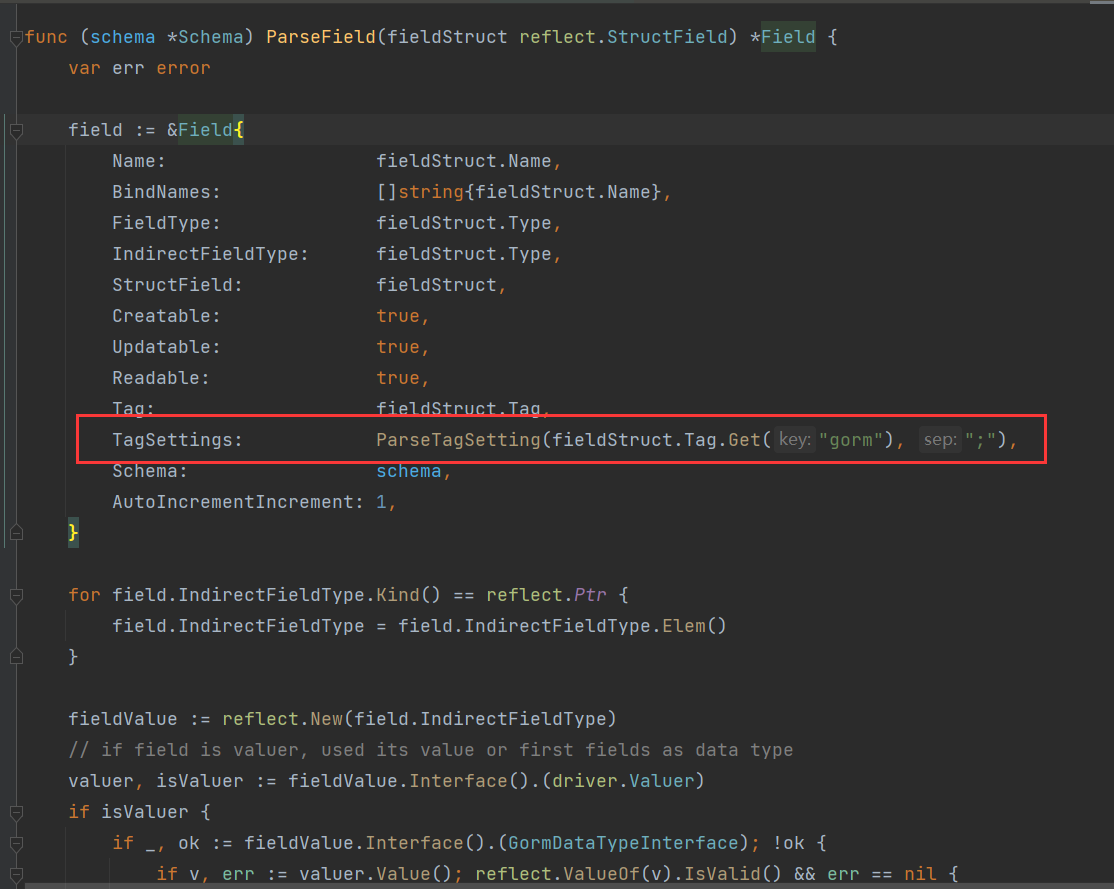 func (schema *Schema) ParseField(fieldStruct reflect.StructField) *Field {
var err error
field := &Field{
Name: fieldStruct.Name,
BindNames: []string{fieldStruct.Name},
FieldType: fieldStruct.Type,
IndirectFieldType: fieldStruct.Type,
StructField: fieldStruct,
Creatable: true,
Updatable: true,
Readable: true,
Tag: fieldStruct.Tag,
TagSettings: ParseTagSetting(fieldStruct.Tag.Get( key: "gorm"), sep: ";"),
Schema: schema,
AutoIncrementIncrement: 1,
}
for field.IndirectFieldType.Kind() == reflect.Ptr {
field.IndirectFieldType = field.IndirectFieldType.Elem()
}
fieldValue := reflect.New(field.IndirectFieldType)
// if field is valuer, used its value or first fields as data type
valuer, isValuer := fieldValue.Interface().(driver.Valuer)
if isValuer {
if _, ok := fieldValue.Interface().(GormDataTypeInterface); !ok {
if v, err := valuer.Value(); reflect.ValueOf(v).IsValid() && err == nil {